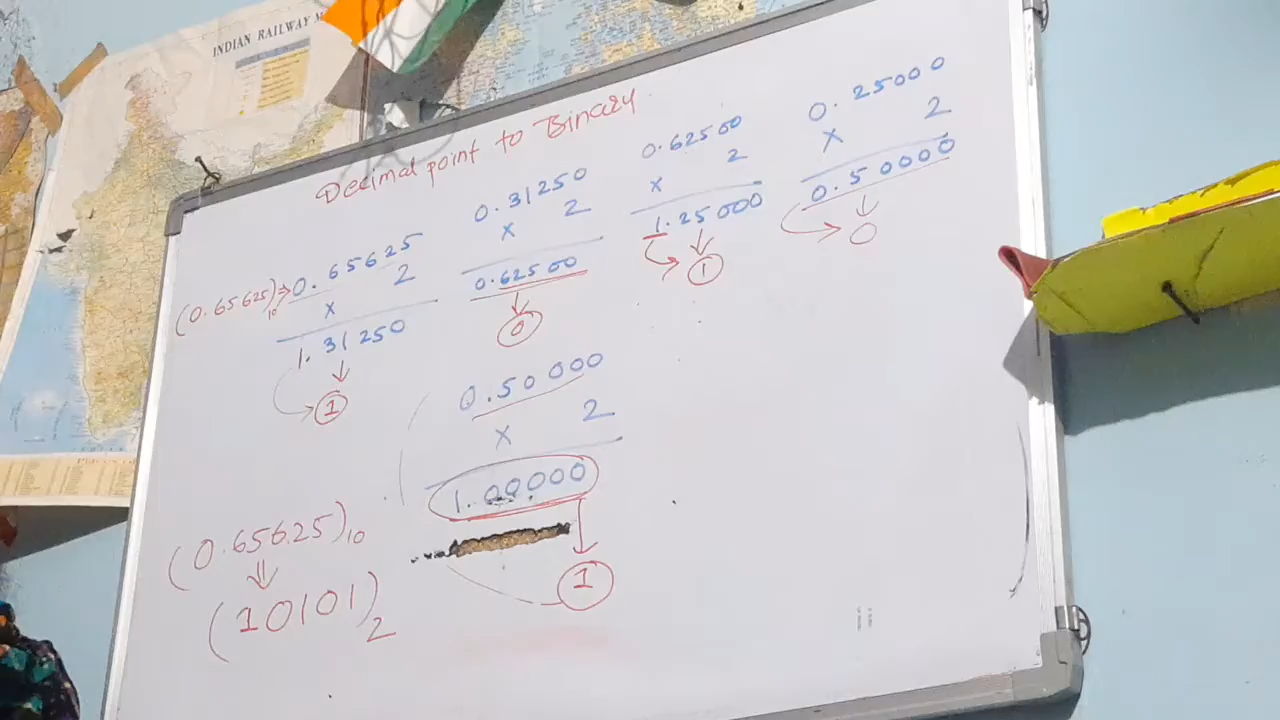 INDIAN RAILWAY
Decimal point to Binary
(0.65625)10 ⇒ 0.65625
x 2
1.31250
↓
1
0.31250
x 2
0.62500
↓
0
0.62500
x 2
1.25000
↓
1
0.25000
x 2
0.50000
↓
0
0.50000
x 2
1.00000
↓
1
(0.65625)10
⇓
(10101)2
ii